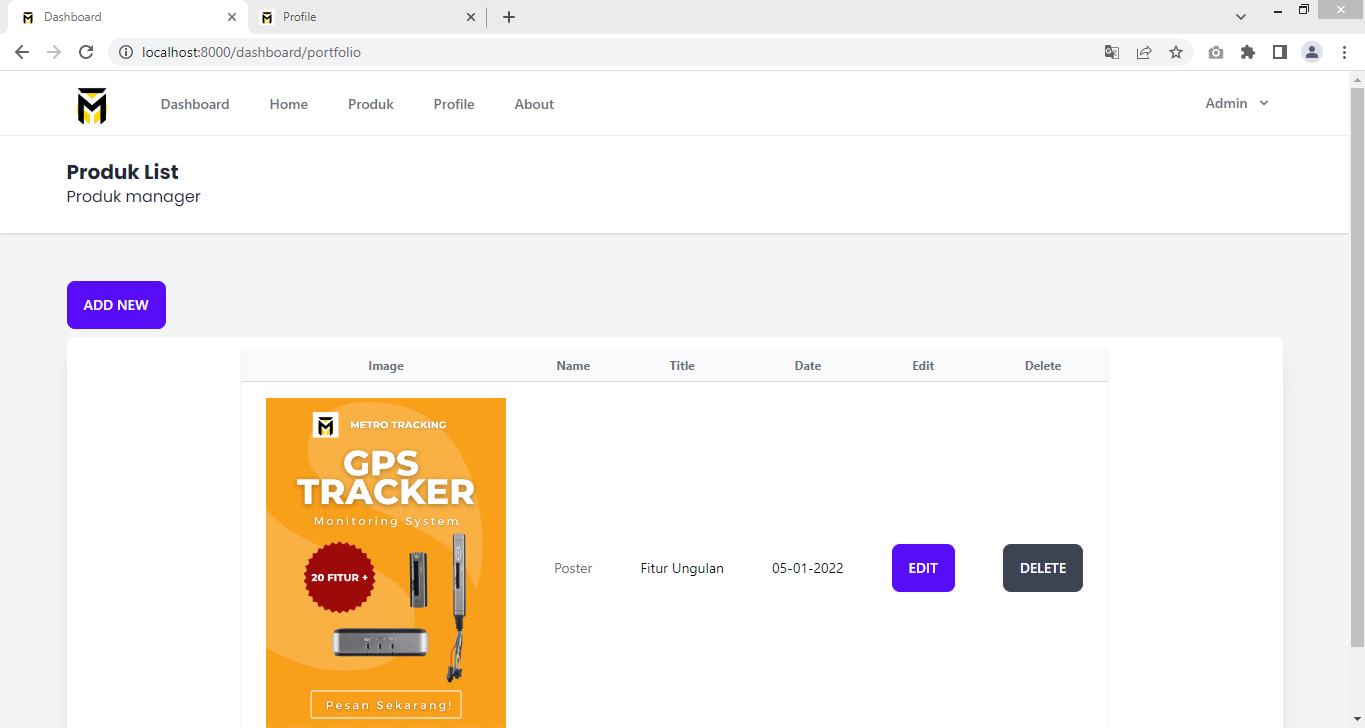 Dashboard
Profile
localhost:8000/dashboard/portfolio
Dashboard
Home
Produk
Profile
About
Admin
Produk List
Produk manager
ADD NEW
Image
Name
Title
Date
Edit
Delete
METRO TRACKING
GPS
TRACKER
Monitoring System
20 FITUR +
Pesan Sekarang!
Poster
Fitur Ungulan
05-01-2022
EDIT
DELETE